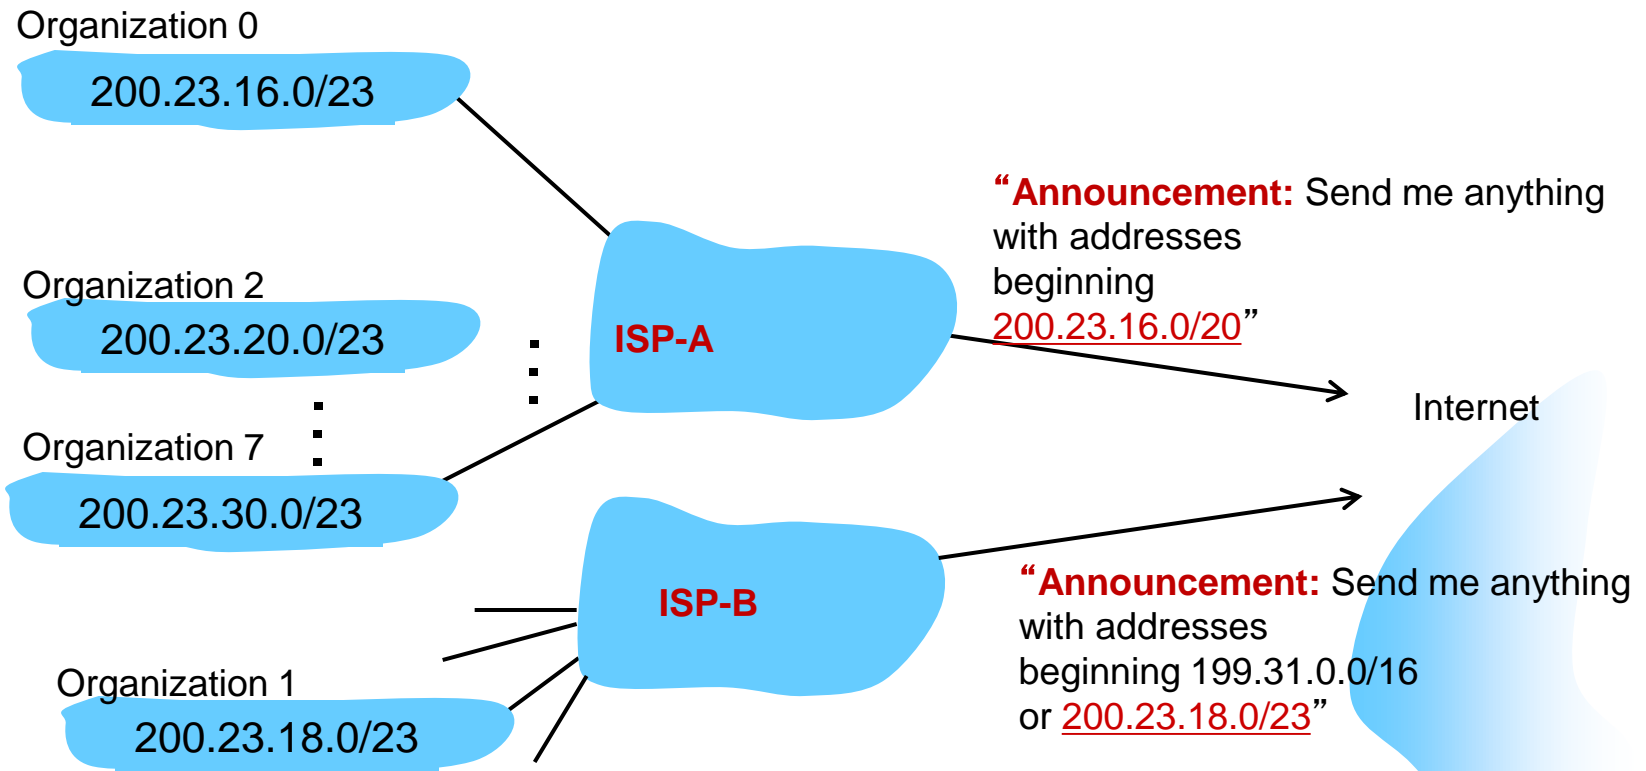 Organization 0
200.23.16.0/23
“Announcement: Send me anything
with addresses
beginning
200.23.16.0/20”
Organization 2
200.23.20.0/23
ISP-A
Internet
Organization 7
200.23.30.0/23
ISP-B
“Announcement: Send me anything
with addresses
beginning 199.31.0.0/16
or 200.23.18.0/23”
Organization 1
200.23.18.0/23